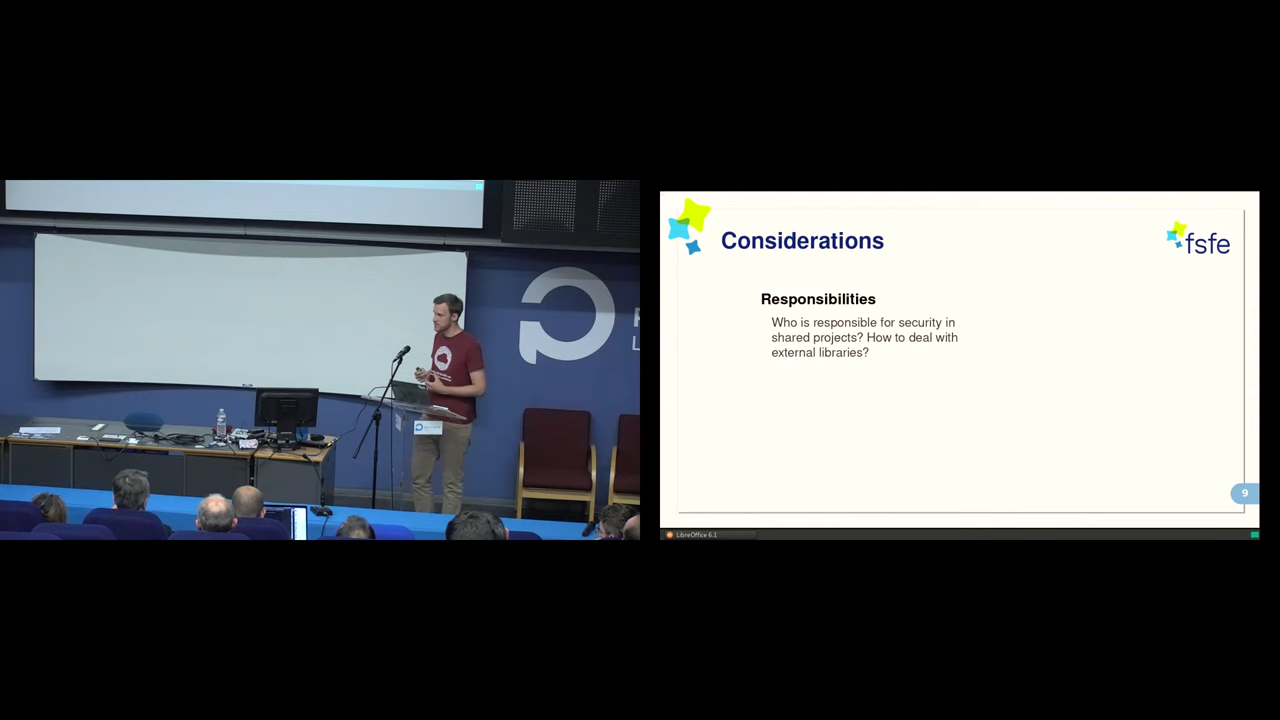 Considerations
fsfe
Responsibilities
Who is responsible for security in
shared projects? How to deal with
external libraries?
9
LibreOffice 6.1